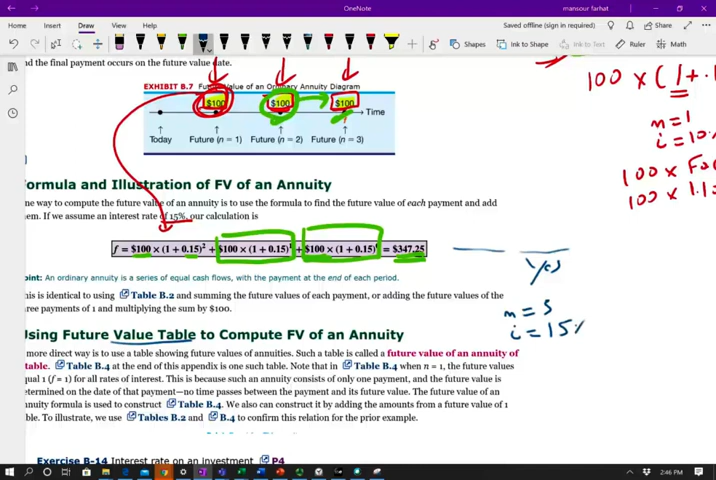 OneNote
mansour farhat
Home Insert Draw View Help
Saved offline (sign in required)
Share
Shapes Ink to Shape Ink to Text Ruler Math
nd the final payment occurs on the future value date.
EXHIBIT B.7 Future Value of an Ordinary Annuity Diagram
$100 $100 $100
Time
Today Future (n = 1) Future (n = 2) Future (n = 3)
100 × (1 + .1
n = 1
i = 10%
100 ×
100 × 1.1
ormula and Illustration of FV of an Annuity
ne way to compute the future value of an annuity is to use the formula to find the future value of each payment and add
em. If we assume an interest rate of 15%, our calculation is
f = $100 × (1 + 0.15)² + $100 × (1 + 0.15)¹ + $100 × (1 + 0.15) = $347.25
oint: An ordinary annuity is a series of equal cash flows, with the payment at the end of each period.
Yes
his is identical to using Table B.2 and summing the future values of each payment, or adding the future values of the
ree payments of 1 and multiplying the sum by $100.
n = 5
i = 15%
Using Future Value Table to Compute FV of an Annuity
more direct way is to use a table showing future values of annuities. Such a table is called a future value of an annuity of
table. Table B.4 at the end of this appendix is one such table. Note that in Table B.4 when n = 1, the future values
qual 1 (f = 1) for all rates of interest. This is because such an annuity consists of only one payment, and the future value is
etermined on the date of that payment—no time passes between the payment and its future value. The future value of an
nnuity formula is used to construct Table B.4. We also can construct it by adding the amounts from a future value of 1
ble. To illustrate, we use Tables B.2 and B.4 to confirm this relation for the prior example.
Exercise B-14 Interest rate on an investment P4
2:46 PM